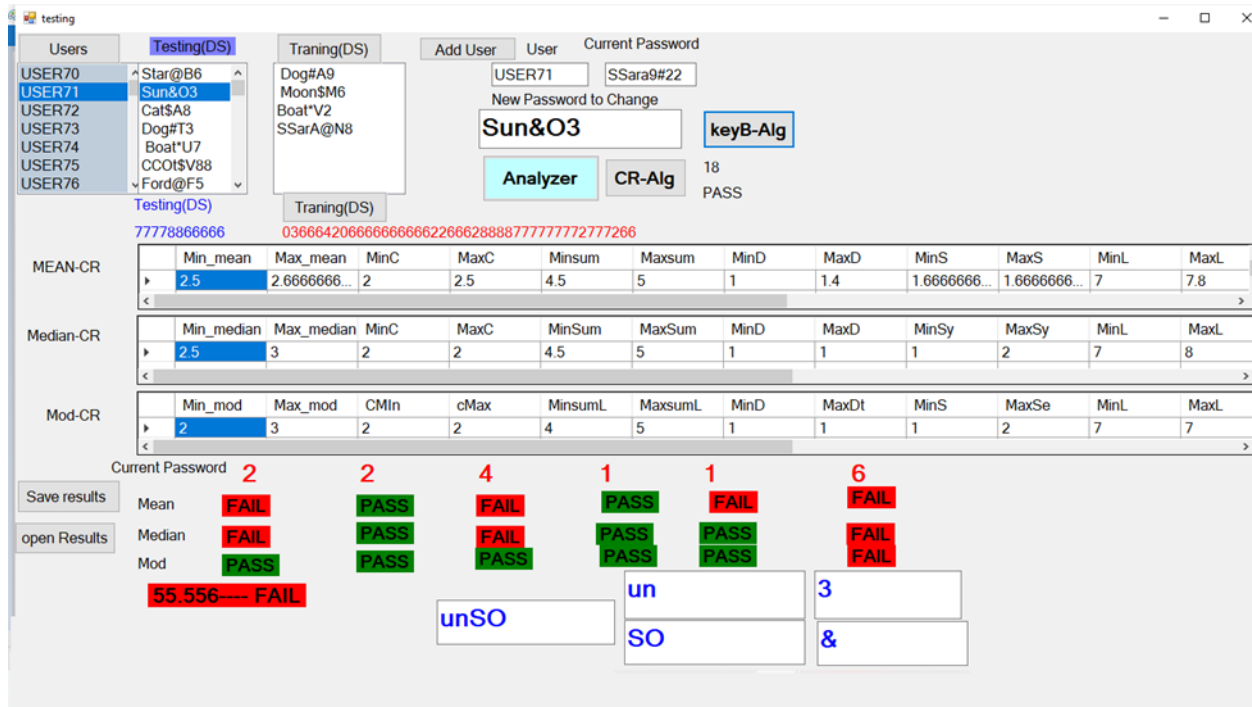 testing
Users Testing(DS) Traning(DS) Add User User Current Password
USER70 Star@B6 Dog#A9 USER71 SSara9#22
USER71 Sun&O3 Moon$M6 New Password to Change
USER72 Cat$A8 Boat*V2 Sun&O3 keyB-Alg
USER73 Dog#T3 SSarA@N8
USER74 Boat*U7
USER75 CCOt$V88 Analyzer CR-Alg 18
USER76 Ford@F5 PASS
Testing(DS) Traning(DS)
77778866666 0366642066666666662266628888777777772777266
MEAN-CR
Min_mean Max_mean MinC MaxC Minsum Maxsum MinD MaxD MinS MaxS MinL MaxL
2.5 2.6666666... 2 2.5 4.5 5 1 1.4 1.6666666... 1.6666666... 7 7.8
Median-CR
Min_median Max_median MinC MaxC MinSum MaxSum MinD MaxD MinSy MaxSy MinL MaxL
2.5 3 2 2 4.5 5 1 1 1 2 7 8
Mod-CR
Min_mod Max_mod CMIn cMax MinsumL MaxsumL MinD MaxDt MinS MaxSe MinL MaxL
2 3 2 2 4 5 1 1 1 2 7 7
Current Password 2 2 4 1 1 6
Save results Mean FAIL PASS FAIL PASS FAIL FAIL
open Results Median FAIL PASS FAIL PASS PASS FAIL
Mod PASS PASS PASS PASS PASS FAIL
55.556----- FAIL
unSO un 3
SO &